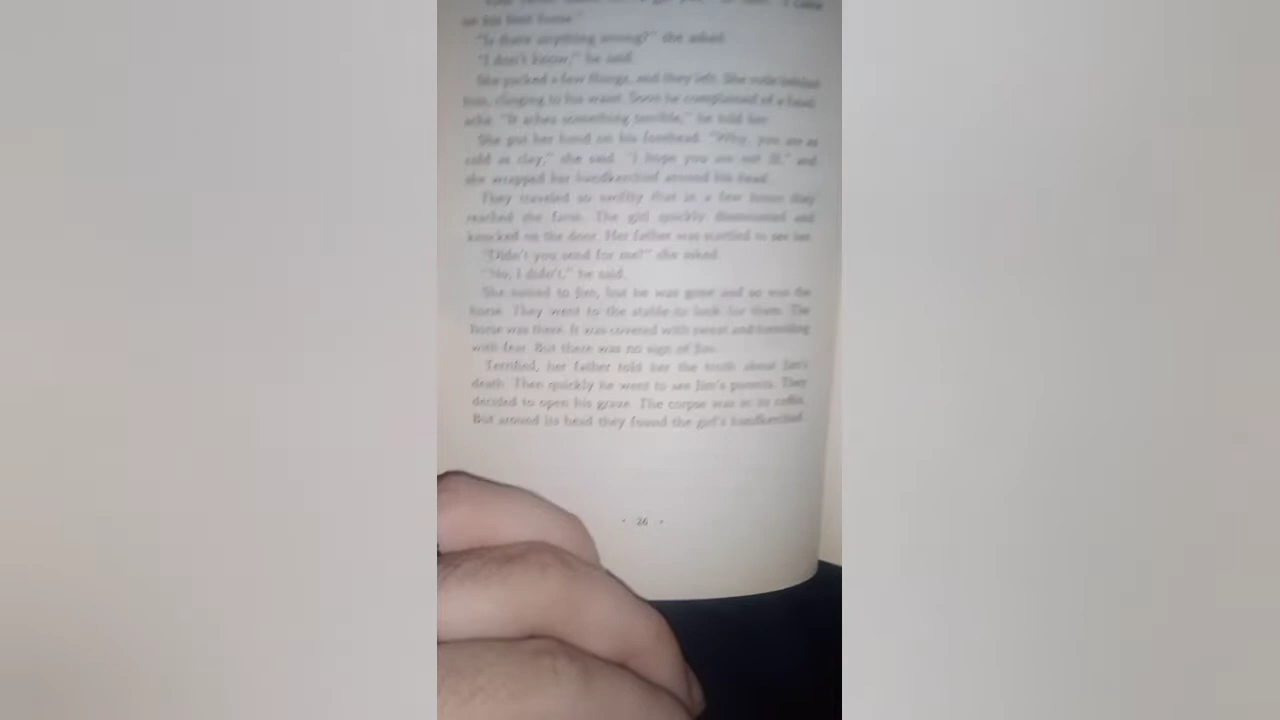 on his best horse."
"Is there anything wrong?" she asked.
"I don't know," he said.
She packed a few things, and they left. She rode behind
him, clinging to his waist. Soon he complained of a head-
ache. "It aches something terrible," he told her.
She put her hand on his forehead. "Why, you are as
cold as clay," she said. "I hope you are not ill," and
she wrapped her handkerchief around his head.
They traveled so swiftly that in a few hours they
reached the farm. The girl quickly dismounted and
knocked on the door. Her father was startled to see her.
"Didn't you send for me?" she asked.
"No, I didn't," he said.
She turned to Jim, but he was gone and so was the
horse. They went to the stable to look for them. The
horse was there. It was covered with sweat and trembling
with fear. But there was no sign of Jim.
Terrified, her father told her the truth about Jim's
death. Then quickly he went to see Jim's parents. They
decided to open his grave. The corpse was in its coffin.
But around its head they found the girl's handkerchief.
· 26 ·